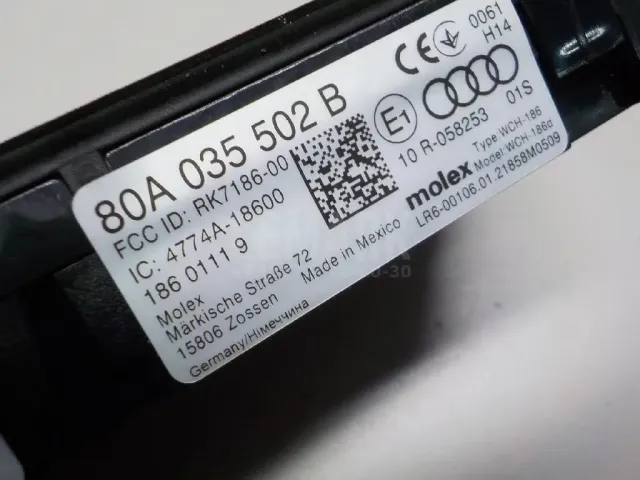 80A 035 502 B
FCC ID: RK7186-00
IC: 4774A-18600
186 0111 9
Molex
Märkische Straße 72
15806 Zossen
Made in Mexico
Germany/Німеччина
CE
0061
H14
E1
10 R-058253
01S
molex
Type: WCH-186
Model: WCH-186d
LR6-00106.01.21858M0509